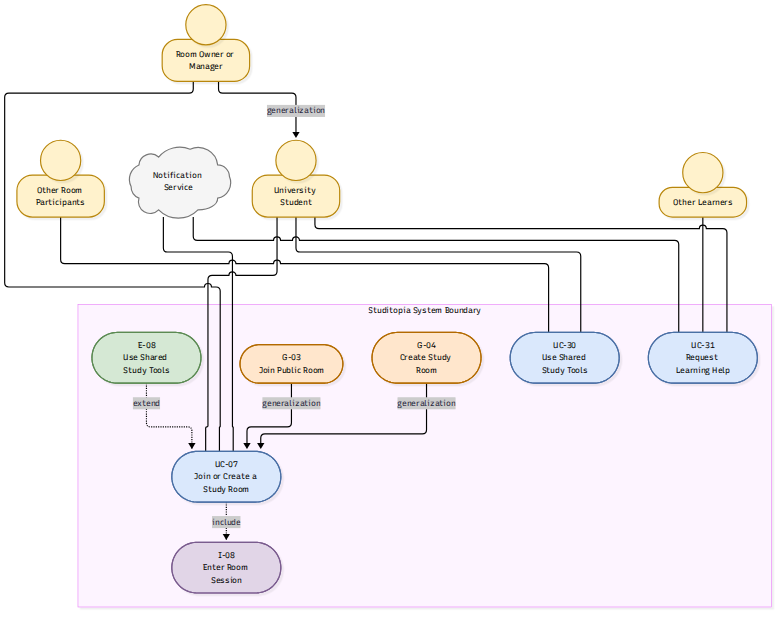 Room Owner or
Manager
generalization
Other Room
Participants
Notification
Service
University
Student
Other Learners
Studitopia System Boundary
E-08
Use Shared
Study Tools
G-03
Join Public Room
G-04
Create Study
Room
UC-30
Use Shared
Study Tools
UC-31
Request
Learning Help
extend
generalization
generalization
UC-07
Join or Create a
Study Room
include
I-08
Enter Room
Session